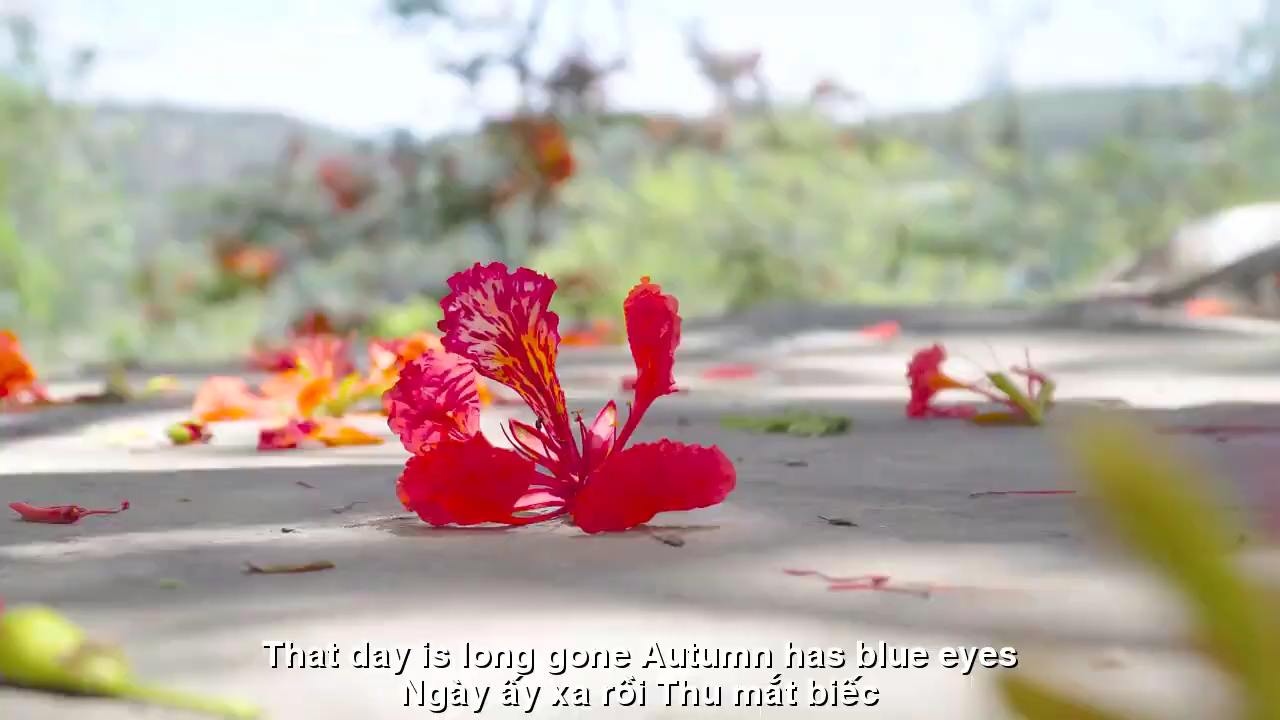 That day is long gone Autumn has blue eyes
Ngày ấy xa rồi Thu mắt biếc